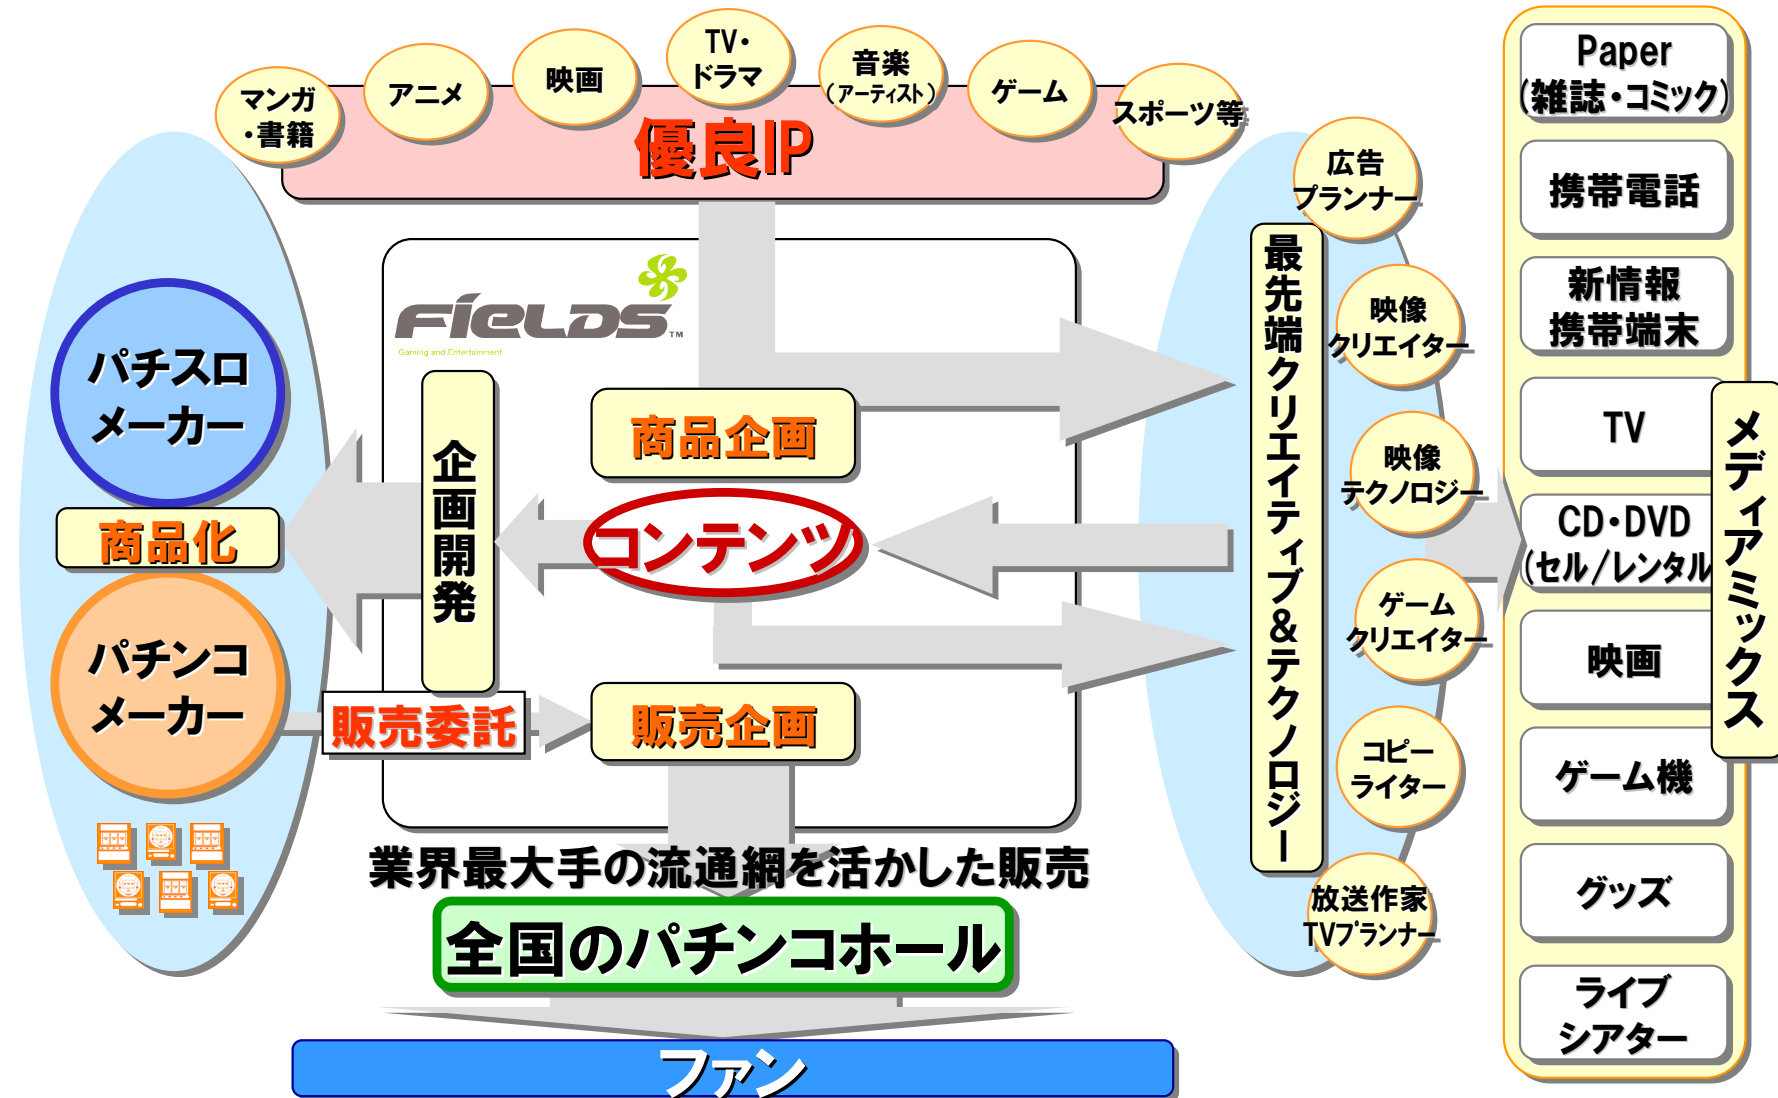 マンガ
・書籍
アニメ
映画
TV・
ドラマ
音楽
（アーティスト）
ゲーム
スポーツ等
優良IP
FIELDS™
Gaming and Entertainment
パチスロ
メーカー
商品化
パチンコ
メーカー
企画開発
商品企画
コンテンツ
販売委託
販売企画
業界最大手の流通網を活かした販売
全国のパチンコホール
ファン
最先端クリエイティブ&テクノロジー
広告
プランナー
映像
クリエイター
映像
テクノロジー
ゲーム
クリエイター
コピー
ライター
放送作家
TVプランナー
Paper
(雑誌・コミック)
携帯電話
新情報
携帯端末
TV
CD・DVD
(セル/レンタル
映画
ゲーム機
グッズ
ライブ
シアター
メディアミックス